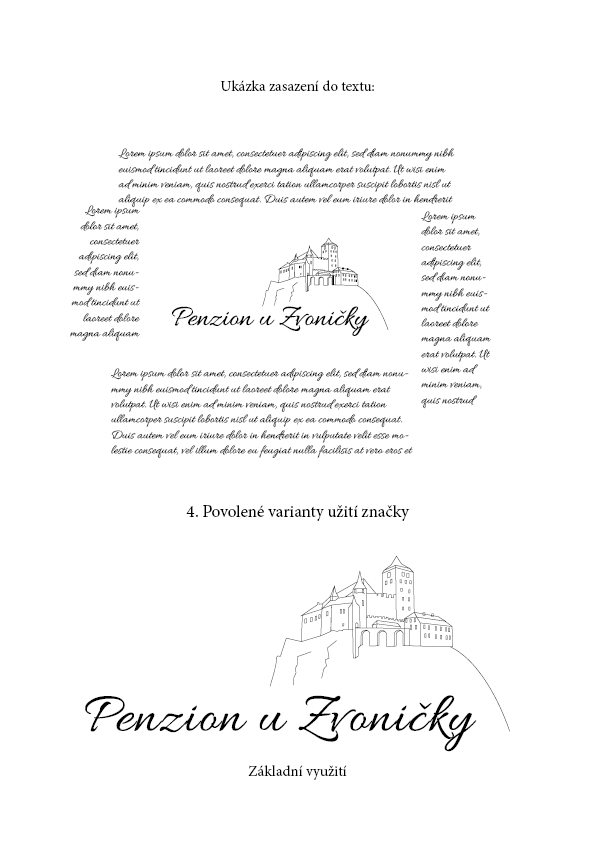 Ukázka zasazení do textu:
Lorem ipsum dolor sit amet, consectetuer adipiscing elit, sed diam nonummy nibh
euismod tincidunt ut laoreet dolore magna aliquam erat volutpat. Ut wisi enim
ad minim veniam, quis nostrud exerci tation ullamcorper suscipit lobortis nisl ut
aliquip ex ea commodo consequat. Duis autem vel eum iriure dolor in hendrerit
Lorem ipsum
dolor sit amet,
consectetuer
adipiscing elit,
sed diam nonu-
mmy nibh euis-
mod tincidunt ut
laoreet dolore
magna aliquam
Penzion u Zvoničky
Lorem ipsum
dolor sit amet,
consectetuer
adipiscing elit,
sed diam nonu-
mmy nibh euis-
mod tincidunt ut
laoreet dolore
magna aliquam
erat volutpat. Ut
wisi enim ad
minim veniam,
quis nostrud
Lorem ipsum dolor sit amet, consectetuer adipiscing elit, sed diam nonu-
mmy nibh euismod tincidunt ut laoreet dolore magna aliquam erat
volutpat. Ut wisi enim ad minim veniam, quis nostrud exerci tation
ullamcorper suscipit lobortis nisl ut aliquip ex ea commodo consequat.
Duis autem vel eum iriure dolor in hendrerit in vulputate velit esse mo-
lestie consequat, vel illum dolore eu feugiat nulla facilisis at vero eros et
4. Povolené varianty užití značky
Penzion u Zvoničky
Základní využití